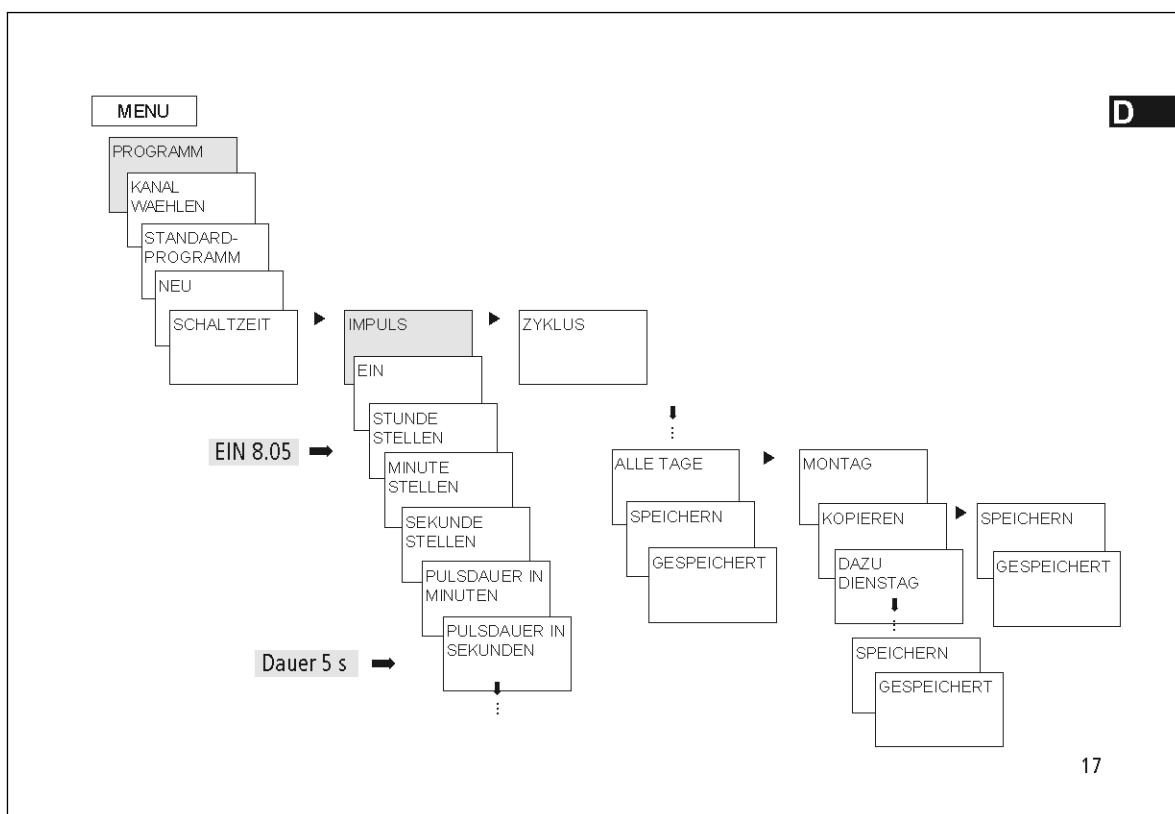 MENU
D
PROGRAMM
KANAL
WAEHLEN
STANDARD-
PROGRAMM
NEU
SCHALTZEIT
IMPULS
ZYKLUS
EIN
STUNDE
STELLEN
EIN 8.05
MINUTE
STELLEN
SEKUNDE
STELLEN
PULSDAUER IN
MINUTEN
PULSDAUER IN
SEKUNDEN
Dauer 5 s
ALLE TAGE
SPEICHERN
GESPEICHERT
MONTAG
KOPIEREN
DAZU
DIENSTAG
SPEICHERN
GESPEICHERT
SPEICHERN
GESPEICHERT
17